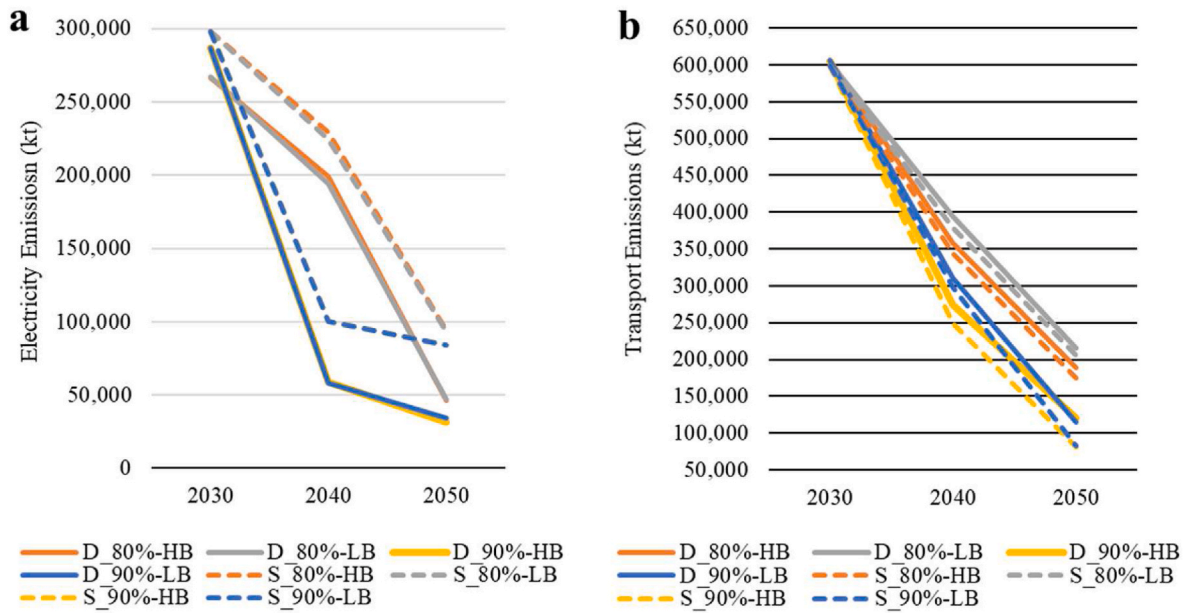 a
300,000
250,000
200,000
150,000
100,000
50,000
0
Electricity Emissiosn (kt)
2030 2040 2050
D_80%-HB D_80%-LB D_90%-HB
D_90%-LB S_80%-HB S_80%-LB
S_90%-HB S_90%-LB
b
650,000
600,000
550,000
500,000
450,000
400,000
350,000
300,000
250,000
200,000
150,000
100,000
50,000
Transport Emissions (kt)
2030 2040 2050
D_80%-HB D_80%-LB D_90%-HB
D_90%-LB S_80%-HB S_80%-LB
S_90%-HB S_90%-LB